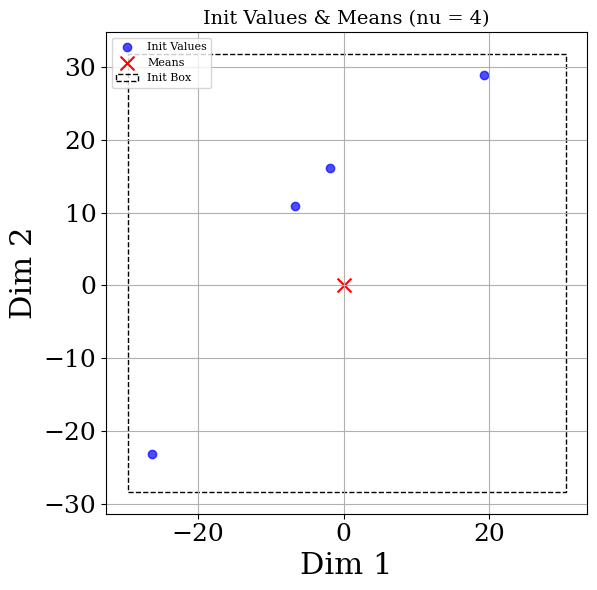 Init Values & Means (nu = 4)
Init Values
Means
Init Box
30
20
10
0
−10
−20
−30
Dim 2
−20
0
20
Dim 1